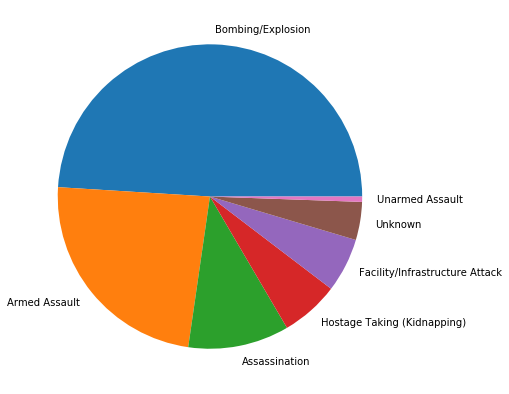 Bombing/Explosion
Unarmed Assault
Unknown
Facility/Infrastructure Attack
Armed Assault
Hostage Taking (Kidnapping)
Assassination